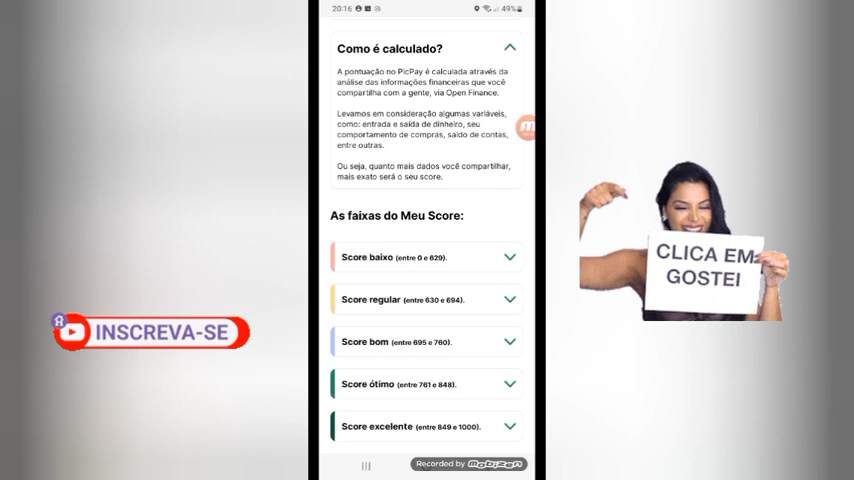 20:16
49%
Como é calculado?
A pontuação no PicPay é calculada através da
análise das informações financeiras que você
compartilha com a gente, via Open Finance.
Levamos em consideração algumas variáveis,
como: entrada e saída de dinheiro, seu
comportamento de compras, saldo de contas,
entre outras.
Ou seja, quanto mais dados você compartilhar,
mais exato será o seu score.
As faixas do Meu Score:
Score baixo (entre 0 e 629).
Score regular (entre 630 e 694).
Score bom (entre 695 e 760).
Score ótimo (entre 761 e 848).
Score excelente (entre 849 e 1000).
Recorded by mobizen
INSCREVA-SE
CLICA EM
GOSTEI